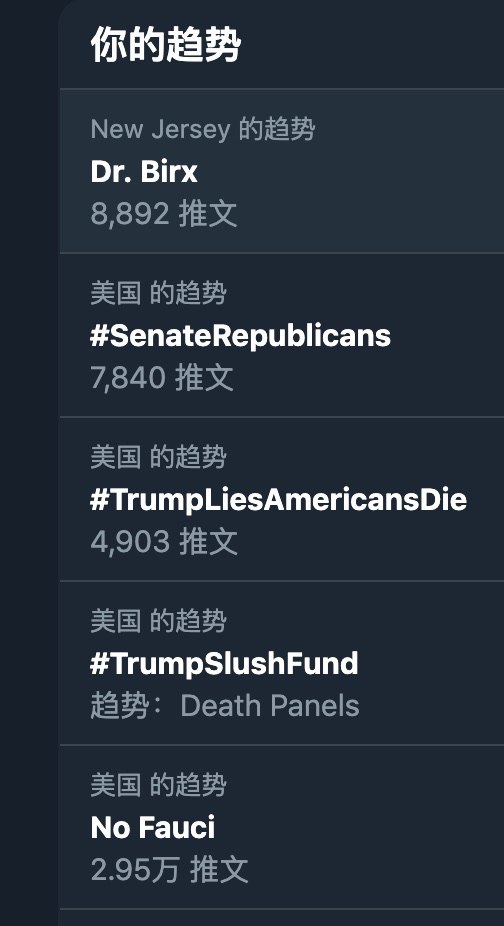 你的趋势
New Jersey 的趋势
Dr. Birx
8,892 推文
美国 的趋势
#SenateRepublicans
7,840 推文
美国 的趋势
#TrumpLiesAmericansDie
4,903 推文
美国 的趋势
#TrumpSlushFund
趋势：Death Panels
美国 的趋势
No Fauci
2.95万 推文